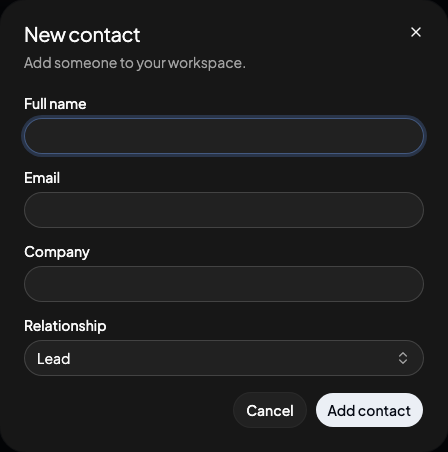 New contact
Add someone to your workspace.
Full name
Email
Company
Relationship
Lead
Cancel
Add contact